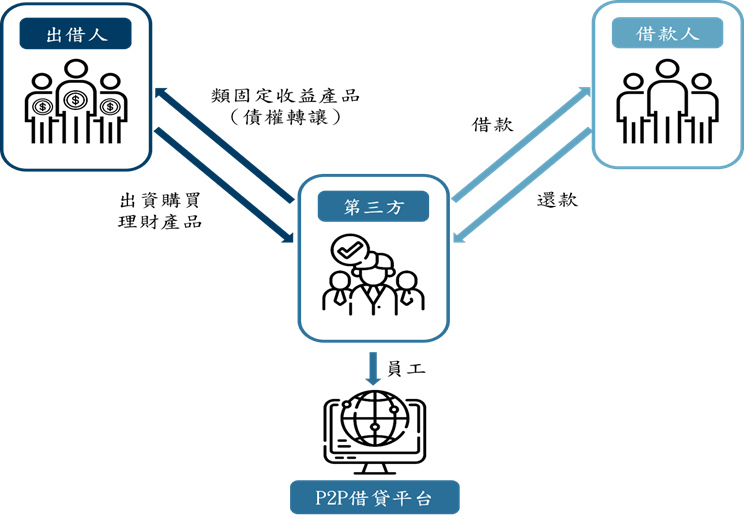 出借人
借款人
類固定收益產品
（債權轉讓）
借款
出資購買
理財產品
第三方
還款
員工
P2P借貸平台